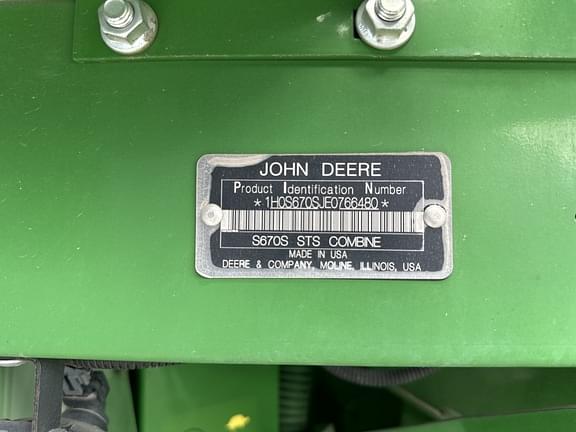 JOHN DEERE
Product Identification Number
*1H0S670SJE0766480*
S670S STS COMBINE
MADE IN USA
DEERE & COMPANY, MOLINE, ILLINOIS, USA